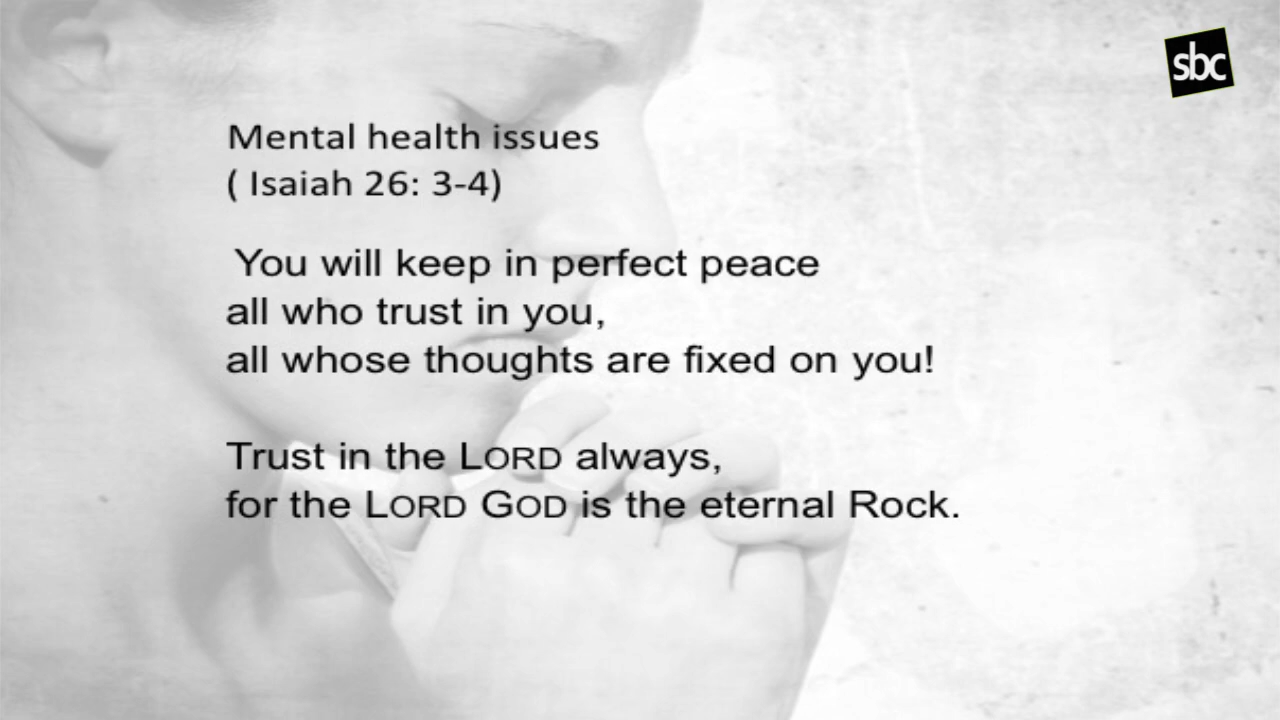 sbc
Mental health issues
( Isaiah 26: 3-4)
You will keep in perfect peace
all who trust in you,
all whose thoughts are fixed on you!
Trust in the LORD always,
for the LORD GOD is the eternal Rock.